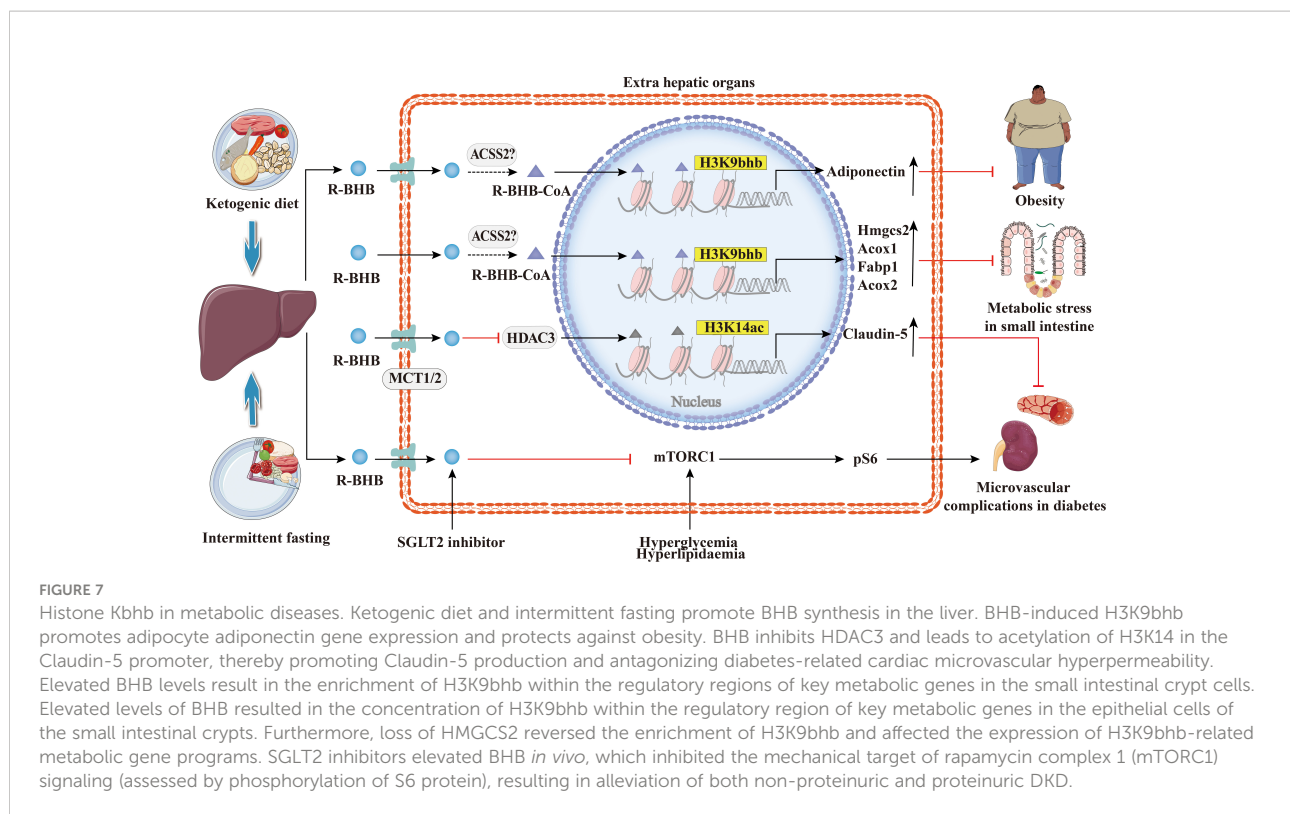 Extra hepatic organs
Ketogenic diet
R-BHB
ACSS2?
R-BHB-CoA
H3K9bhb
Adiponectin
Obesity
ACSS2?
R-BHB-CoA
H3K9bhb
Hmgcs2
Acox1
Fabp1
Acox2
Metabolic stress
in small intestine
R-BHB
MCT1/2
HDAC3
H3K14ac
Claudin-5
Nucleus
R-BHB
mTORC1
pS6
Microvascular
complications in diabetes
Intermittent fasting
SGLT2 inhibitor
Hyperglycemia
Hyperlipidaemia
R-BHB
FIGURE 7
Histone Kbhb in metabolic diseases. Ketogenic diet and intermittent fasting promote BHB synthesis in the liver. BHB-induced H3K9bhb
promotes adipocyte adiponectin gene expression and protects against obesity. BHB inhibits HDAC3 and leads to acetylation of H3K14 in the
Claudin-5 promoter, thereby promoting Claudin-5 production and antagonizing diabetes-related cardiac microvascular hyperpermeability.
Elevated BHB levels result in the enrichment of H3K9bhb within the regulatory regions of key metabolic genes in the small intestinal crypt cells.
Elevated levels of BHB resulted in the concentration of H3K9bhb within the regulatory region of key metabolic genes in the epithelial cells of
the small intestinal crypts. Furthermore, loss of HMGCS2 reversed the enrichment of H3K9bhb and affected the expression of H3K9bhb-related
metabolic gene programs. SGLT2 inhibitors elevated BHB in vivo, which inhibited the mechanical target of rapamycin complex 1 (mTORC1)
signaling (assessed by phosphorylation of S6 protein), resulting in alleviation of both non-proteinuric and proteinuric DKD.